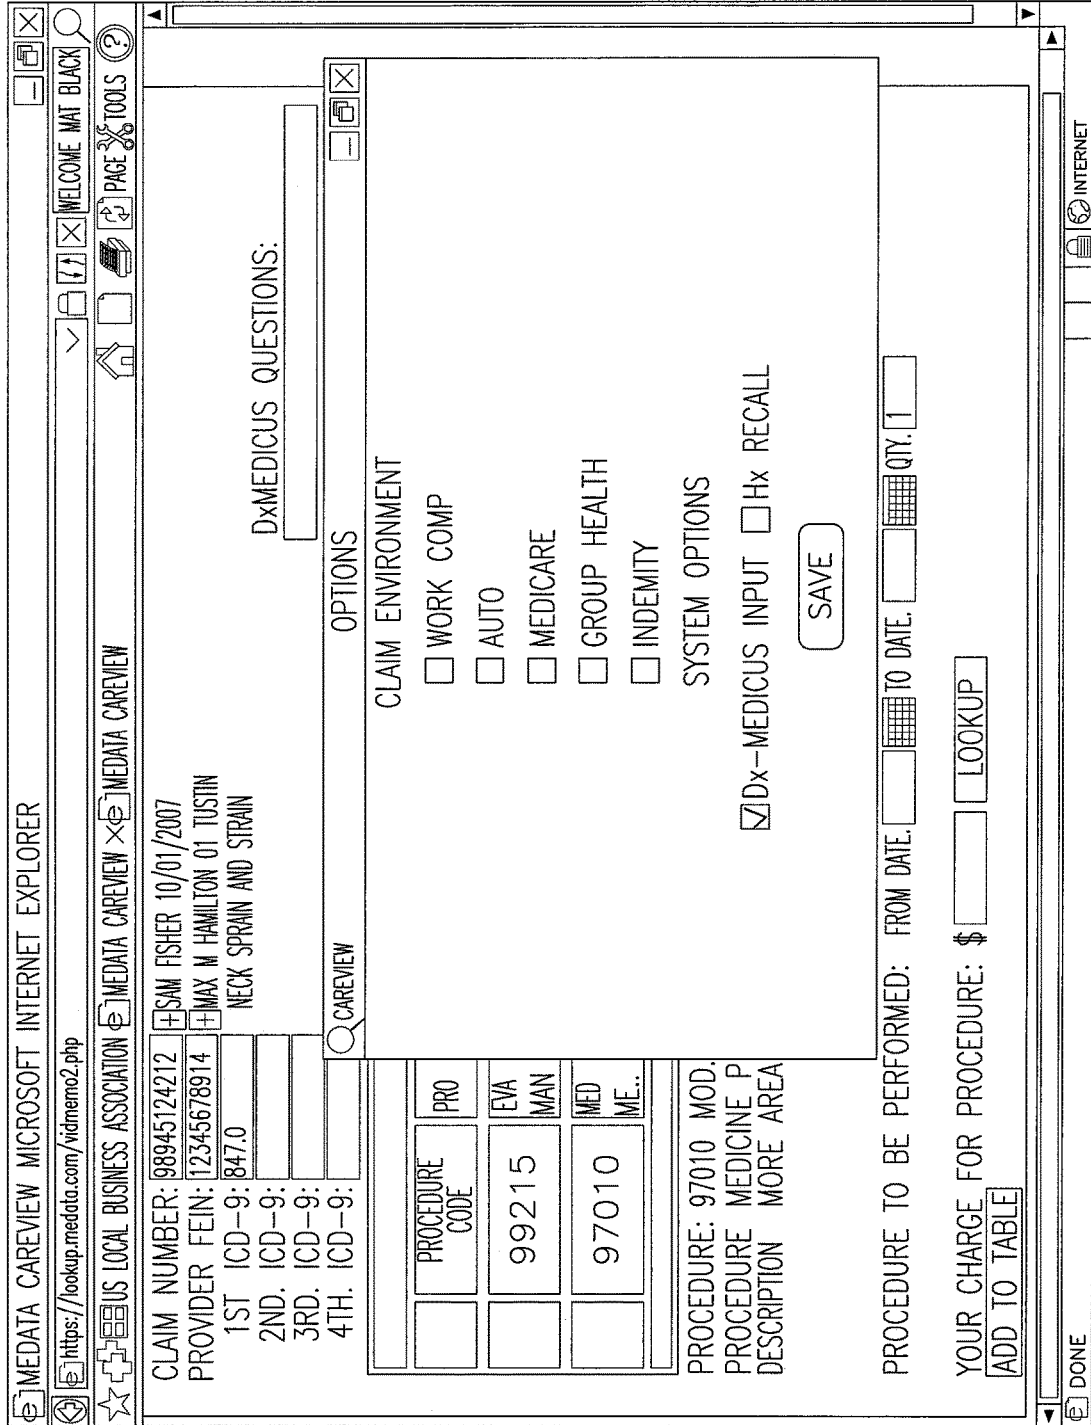 MEDATA CAREVIEW MICROSOFT INTERNET EXPLORER
https://lookup.medata.com/vidmemo2.php
WELCOME MAT BLACK
US LOCAL BUSINESS ASSOCIATION MEDATA CAREVIEW MEDATA CAREVIEW
PAGE TOOLS ?
CLAIM NUMBER: 98945124212 + SAM FISHER 10/01/2007
PROVIDER FEIN: 12345678914 + MAX M HAMILTON 01 TUSTIN
1ST ICD-9: 847.0 NECK SPRAIN AND STRAIN
2ND. ICD-9:
3RD. ICD-9:
4TH. ICD-9:
DxMEDICUS QUESTIONS:
PROCEDURE CODE PRO
99215 EVA MAN
97010 MED ME..
CAREVIEW OPTIONS
CLAIM ENVIRONMENT
WORK COMP
AUTO
MEDICARE
GROUP HEALTH
INDEMITY
SYSTEM OPTIONS
Dx-MEDICUS INPUT Hx RECALL
SAVE
PROCEDURE: 97010 MOD.
PROCEDURE MEDICINE P
DESCRIPTION MORE AREA
PROCEDURE TO BE PERFORMED: FROM DATE. TO DATE. QTY. 1
YOUR CHARGE FOR PROCEDURE: $ LOOKUP
ADD TO TABLE
DONE INTERNET